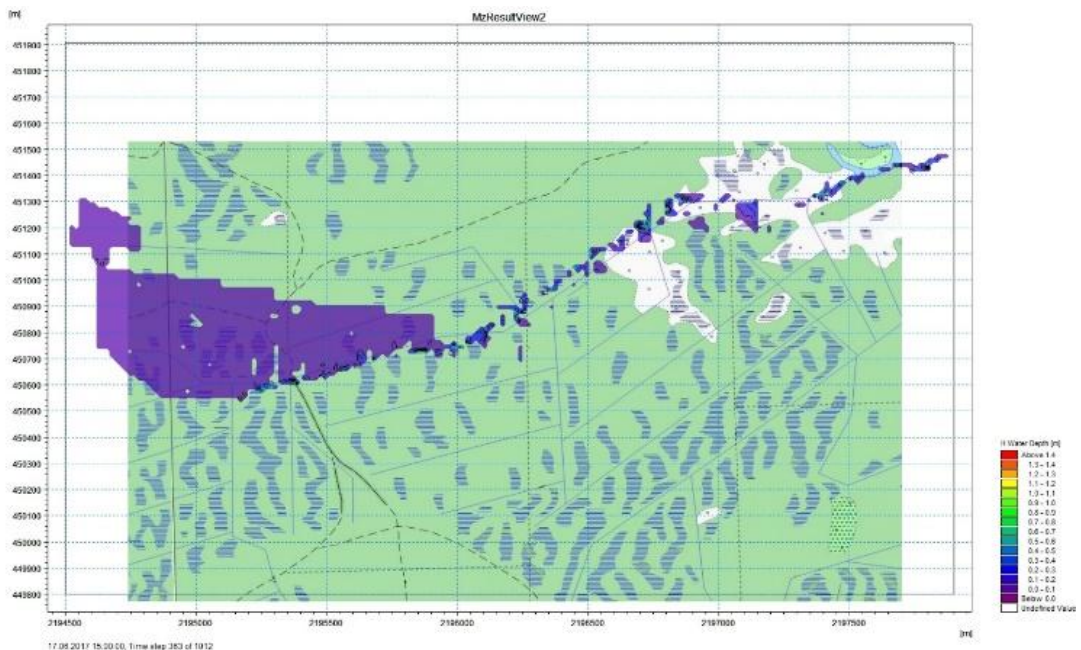 [m]
MzResultView2
451900
451800
451700
451600
451500
451400
451300
451200
451100
451000
450900
450800
450700
450600
450500
450400
450300
450200
450100
450000
449900
449800
2194500 2195000 2195500 2196000 2196500 2197000 2197500
[m]
H Water Depth [m]
Above 1.4
1.3 - 1.4
1.2 - 1.3
1.1 - 1.2
1.0 - 1.1
0.9 - 1.0
0.8 - 0.9
0.7 - 0.8
0.6 - 0.7
0.5 - 0.6
0.4 - 0.5
0.3 - 0.4
0.2 - 0.3
0.1 - 0.2
0.0 - 0.1
Below 0.0
Undefined Value
17.06.2017 15:00:00, Time step 363 of 1012